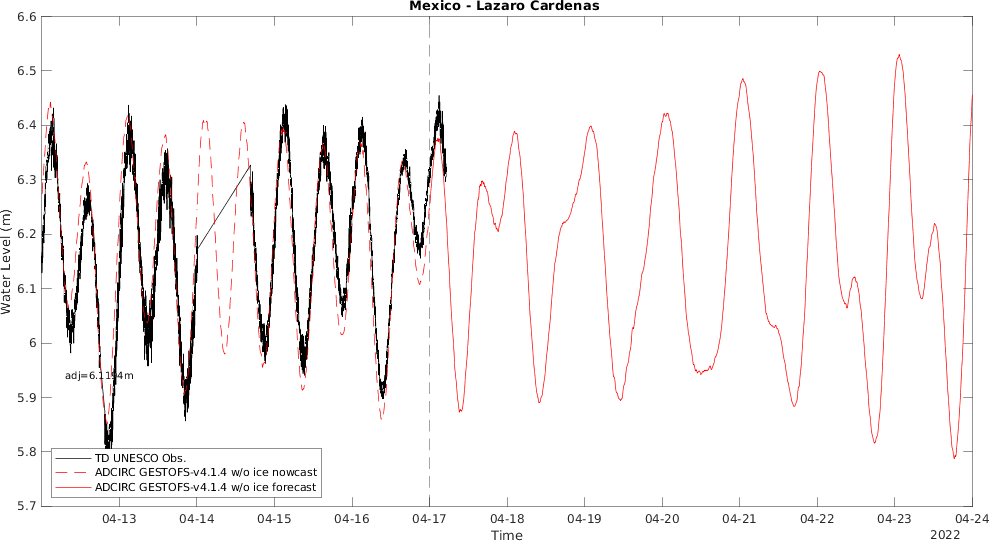 Mexico - Lazaro Cardenas
6.6
6.5
6.4
6.3
6.2
6.1
6
5.9
5.8
5.7
Water Level (m)
adj=6.1194m
TD UNESCO Obs.
ADCIRC GESTOFS-v4.1.4 w/o ice nowcast
ADCIRC GESTOFS-v4.1.4 w/o ice forecast
04-13 04-14 04-15 04-16 04-17 04-18 04-19 04-20 04-21 04-22 04-23 04-24
Time
2022